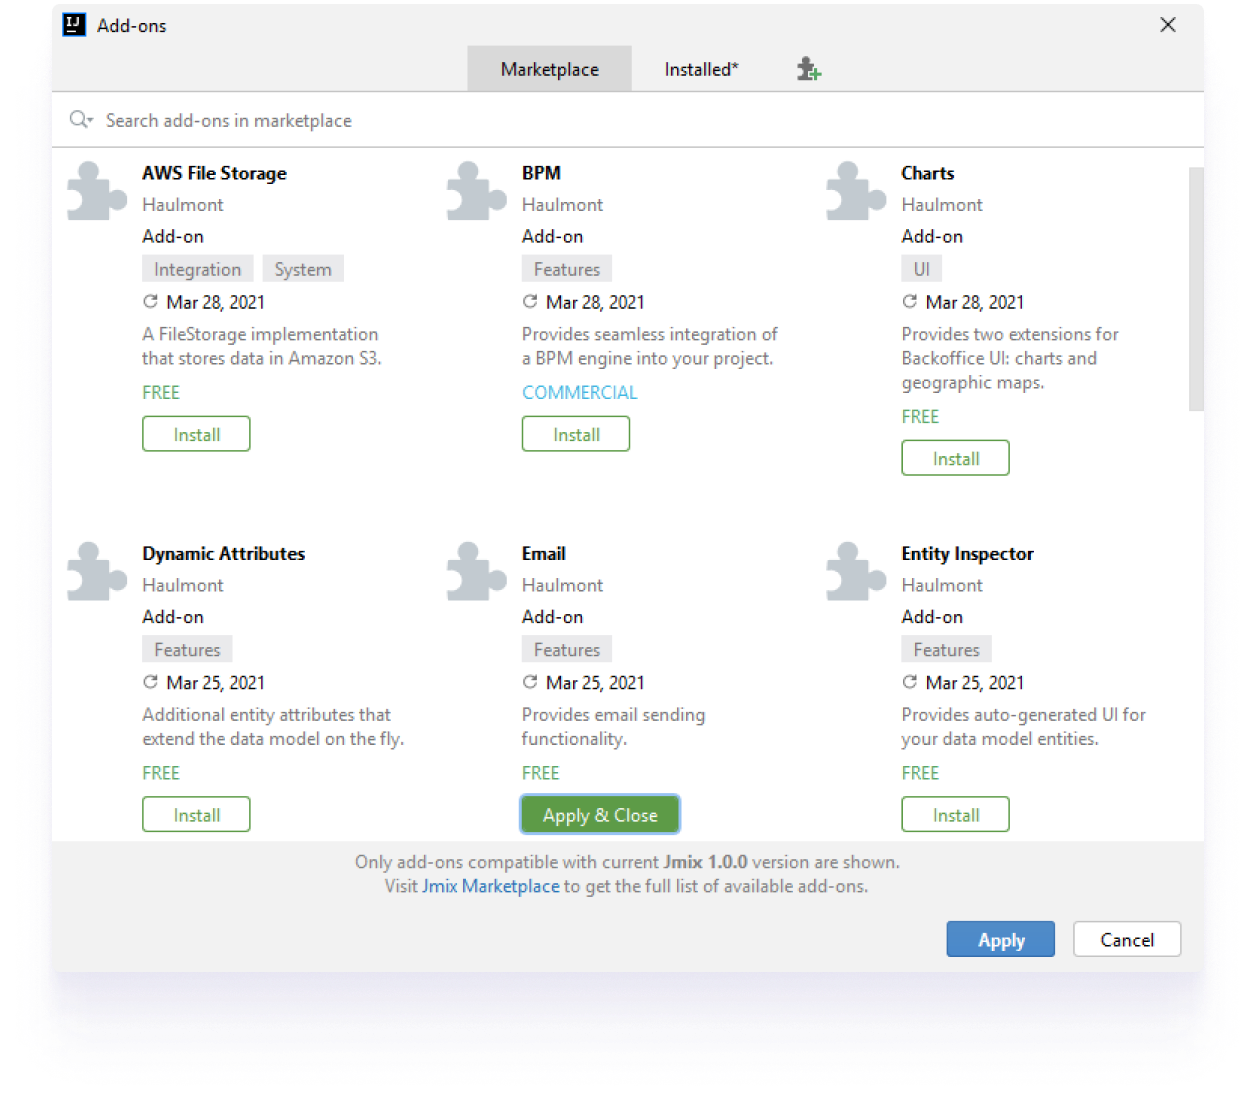 IJ Add-ons
Marketplace Installed*
Search add-ons in marketplace
AWS File Storage
Haulmont
Add-on
Integration System
Mar 28, 2021
A FileStorage implementation
that stores data in Amazon S3.
FREE
Install
BPM
Haulmont
Add-on
Features
Mar 28, 2021
Provides seamless integration of
a BPM engine into your project.
COMMERCIAL
Install
Charts
Haulmont
Add-on
UI
Mar 28, 2021
Provides two extensions for
Backoffice UI: charts and
geographic maps.
FREE
Install
Dynamic Attributes
Haulmont
Add-on
Features
Mar 25, 2021
Additional entity attributes that
extend the data model on the fly.
FREE
Install
Email
Haulmont
Add-on
Features
Mar 25, 2021
Provides email sending
functionality.
FREE
Apply & Close
Entity Inspector
Haulmont
Add-on
Features
Mar 25, 2021
Provides auto-generated UI for
your data model entities.
FREE
Install
Only add-ons compatible with current Jmix 1.0.0 version are shown.
Visit Jmix Marketplace to get the full list of available add-ons.
Apply Cancel